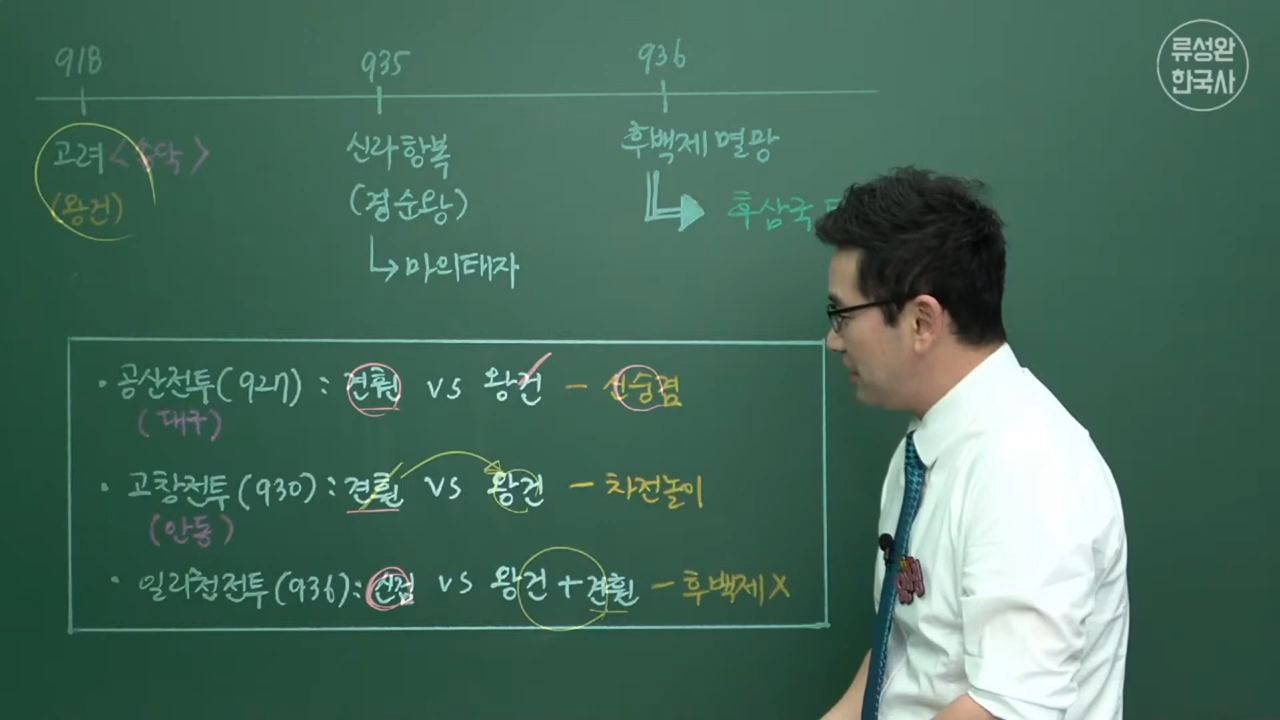 류성완
한국사
918
935
936
고려 <송악>
(왕건)
신라 항복
(경순왕)
마의태자
후백제 멸망
후삼국
· 공산전투(927) : 견훤 vs 왕건 - 신숭겸
(대구)
· 고창전투(930) : 견훤 vs 왕건 - 차전놀이
(안동)
· 일리천전투(936) : 신검 vs 왕건 + 견훤 - 후백제 X